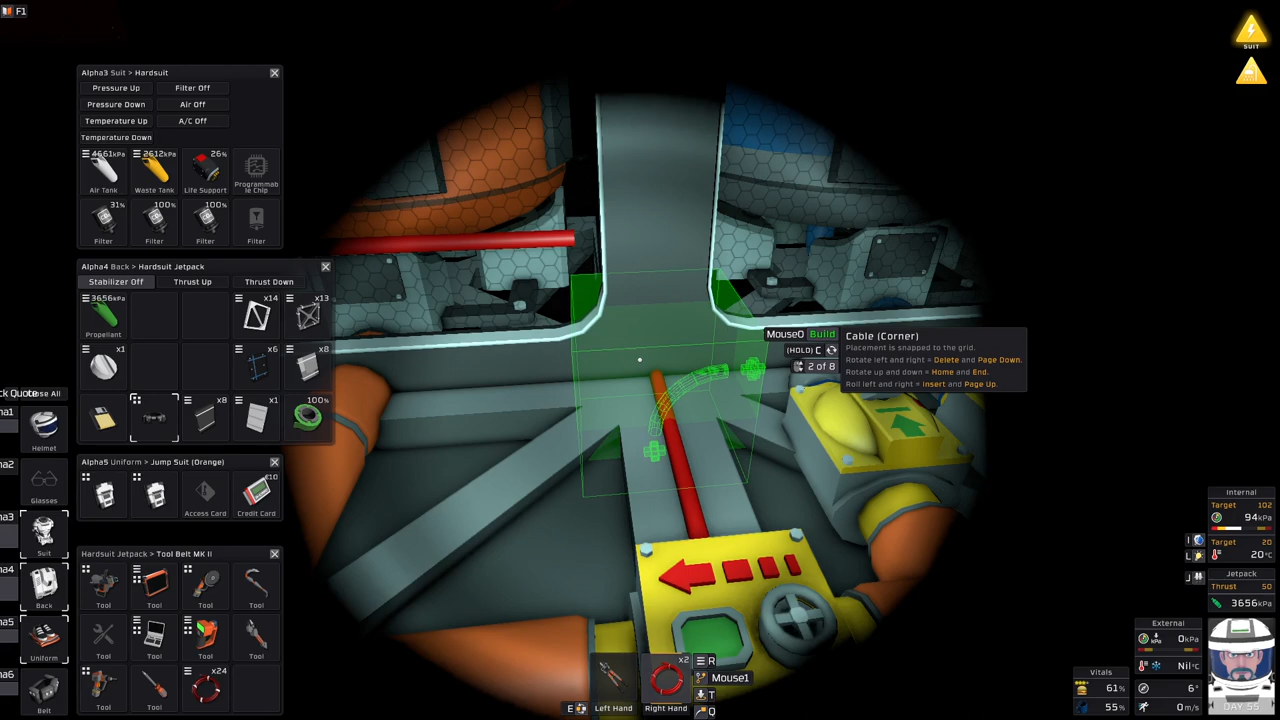 F1
SUIT
Alpha3 Suit > Hardsuit
Pressure Up
Filter Off
Pressure Down
Air Off
Temperature Up
A/C Off
Temperature Down
4661kPa
2612kPa
26%
Air Tank
Waste Tank
Life Support
Programmab
le Chip
31%
100%
100%
Filter
Filter
Filter
Filter
Alpha4 Back > Hardsuit Jetpack
Stabilizer Off
Thrust Up
Thrust Down
3656kPa
x14
x13
Propellant
x1
x6
x8
x8
x1
100%
Alpha5 Uniform > Jump Suit (Orange)
Access Card
Credit Card
Hardsuit Jetpack > Tool Belt MK II
Tool
Tool
Tool
Tool
Tool
Tool
Tool
Tool
x24
Tool
Tool
Tool
Helmet
Glasses
Suit
Back
Uniform
Belt
Mouse0 Build
(HOLD) C
2 of 8
Cable (Corner)
Placement is snapped to the grid.
Rotate left and right = Delete and Page Down.
Rotate up and down = Home and End.
Roll left and right = Insert and Page Up.
E
Left Hand
x2
Right Hand
R
Mouse1
T
Q
Internal
Target 102
94kPa
Target 20
20°C
I
L
J
Jetpack
Thrust 50
3656kPa
External
0kPa
Nil°C
6°
0m/s
Vitals
61%
55%
DAY 55